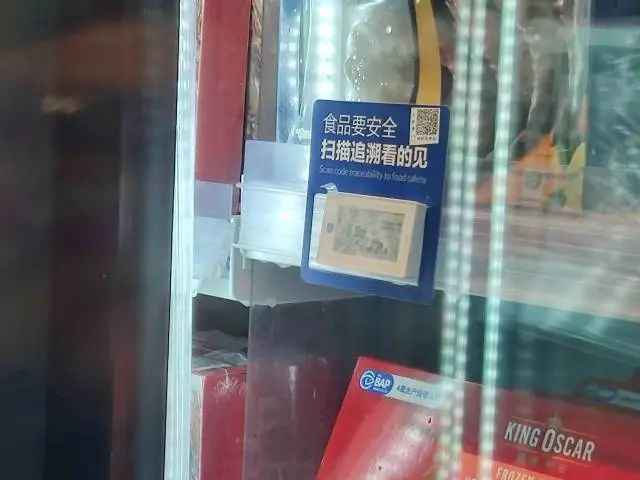 食品要安全
扫描追溯看的见
Scan code traceability to food safety
BAP
KING OSCAR
FROZEN